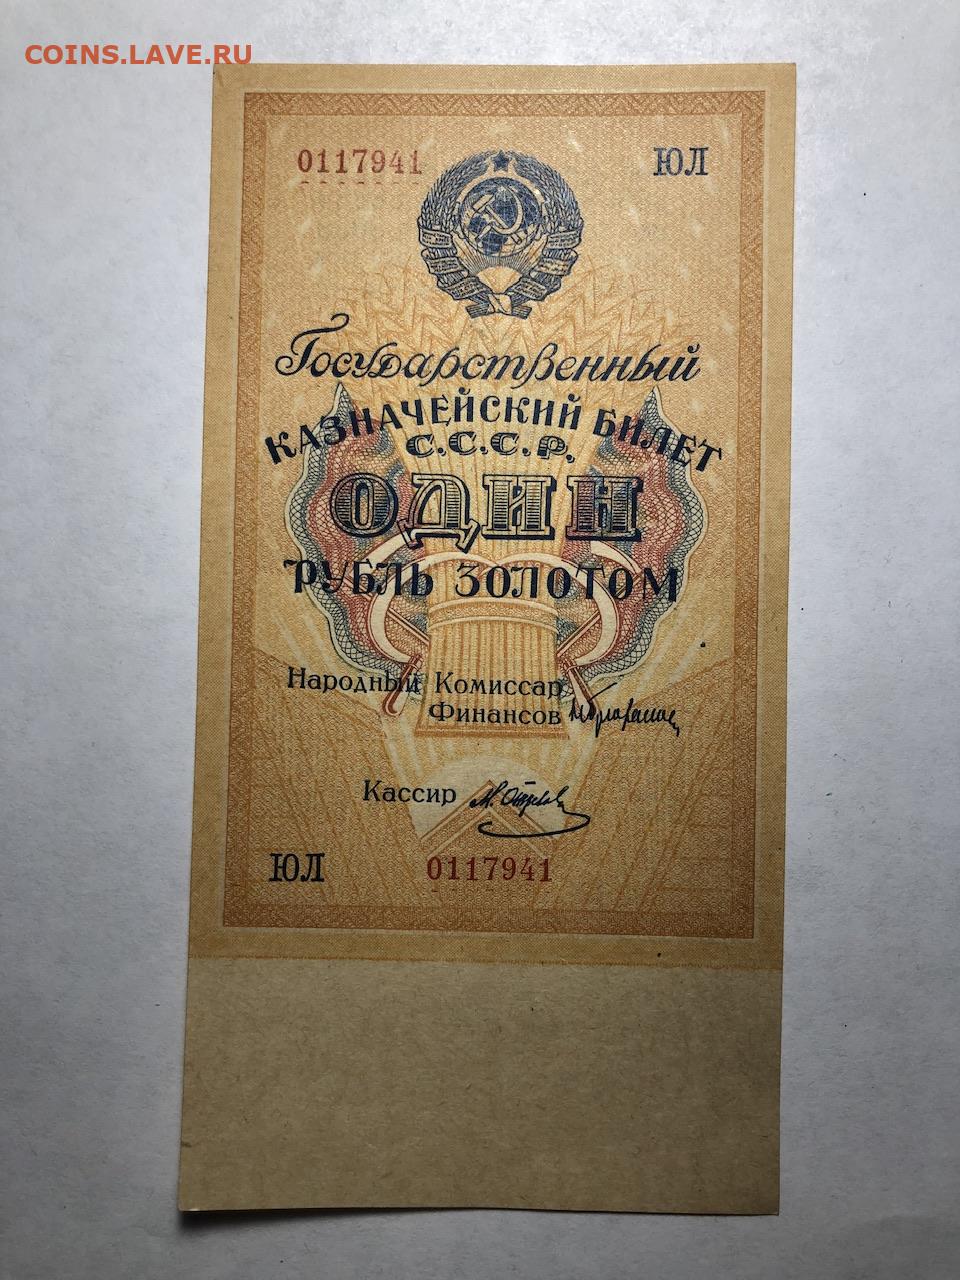 COINS.LAVE.RU
0117941 ЮЛ
Государственный
КАЗНАЧЕЙСКИЙ БИЛЕТ
С.С.С.Р.
ОДИН
РУБЛЬ ЗОЛОТОМ
Народный Комиссар
Финансов
Кассир
ЮЛ 0117941